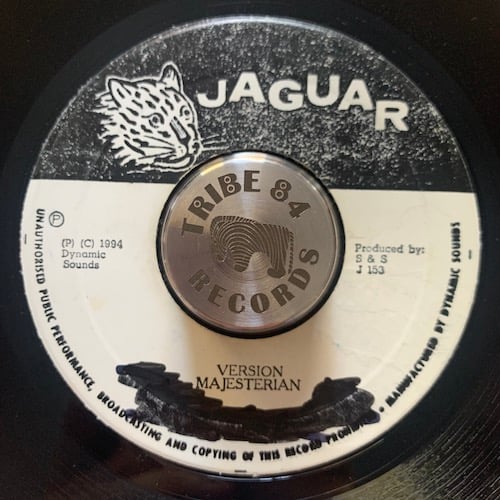 JAGUAR
TRIBE 84
RECORDS
(P) (C) 1994
Dynamic
Sounds
Produced by:
S & S
J 153
VERSION
MAJESTERIAN
Ⓟ
UNAUTHORISED PUBLIC PERFORMANCE, BROADCASTING AND COPYING OF THIS RECORD
MANUFACTURED BY DYNAMIC SOUNDS